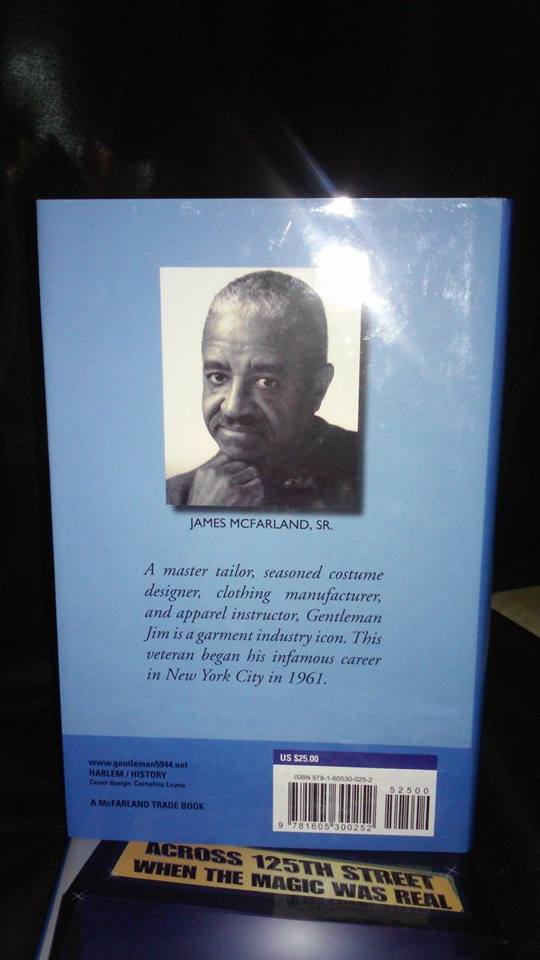 JAMES MCFARLAND, SR.
A master tailor, seasoned costume
designer, clothing manufacturer,
and apparel instructor, Gentleman
Jim is a garment industry icon. This
veteran began his infamous career
in New York City in 1961.
www.gentleman5944.net
HARLEM / HISTORY
Cover design Cornelius Lewis
A McFARLAND TRADE BOOK
US $25.00
ISBN 978-1-60530-025-2
52500
9 781605 300252
ACROSS 125TH STREET
WHEN THE MAGIC WAS REAL